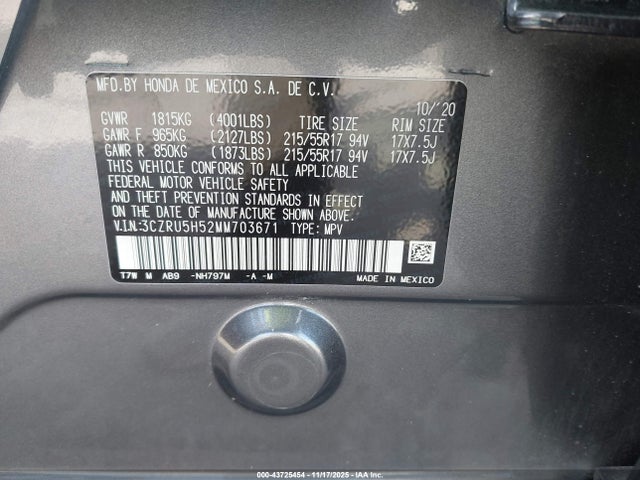 MFD.BY HONDA DE MEXICO S.A. DE C.V.
10/'20
GVWR 1815KG (4001LBS) TIRE SIZE RIM SIZE
GAWR F 965KG (2127LBS) 215/55R17 94V 17X7.5J
GAWR R 850KG (1873LBS) 215/55R17 94V 17X7.5J
THIS VEHICLE CONFORMS TO ALL APPLICABLE
FEDERAL MOTOR VEHICLE SAFETY
AND THEFT PREVENTION STANDARDS IN EFFECT
ON THE DATE OF MANUFACTURE SHOWN ABOVE.
V.I.N:3CZRU5H52MM703671 TYPE: MPV
T7W M AB9 -NH797M -A -M
MADE IN MEXICO
000-43725454 - 11/17/2025 - IAA Corp.